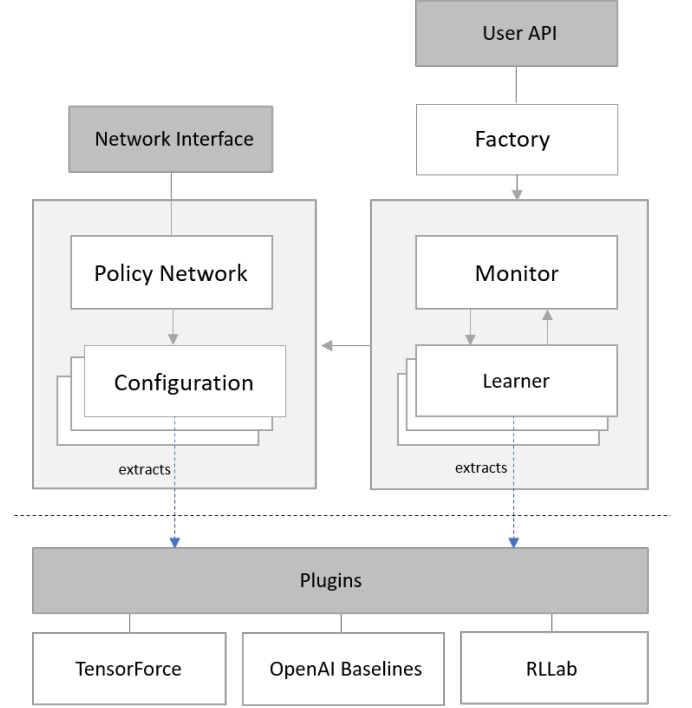 User API
Network Interface
Factory
Policy Network
Monitor
Configuration
Learner
extracts
extracts
Plugins
TensorForce
OpenAI Baselines
RLLab